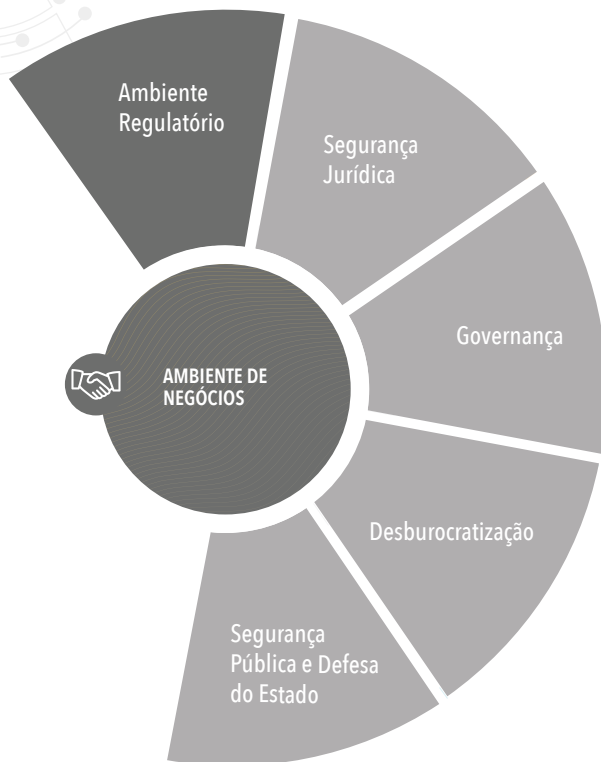 Ambiente
Regulatório
Segurança
Jurídica
Governança
AMBIENTE DE
NEGÓCIOS
Desburocratização
Segurança
Pública e Defesa
do Estado